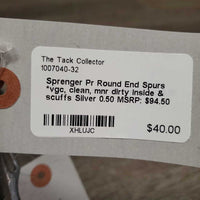 The Tack Collector
1007040-32
Sprenger Pr Round End Spurs
*vgc, clean, mnr dirty inside &
scuffs Silver 0.50 MSRP: $94.50
XHLUJC
$40.00